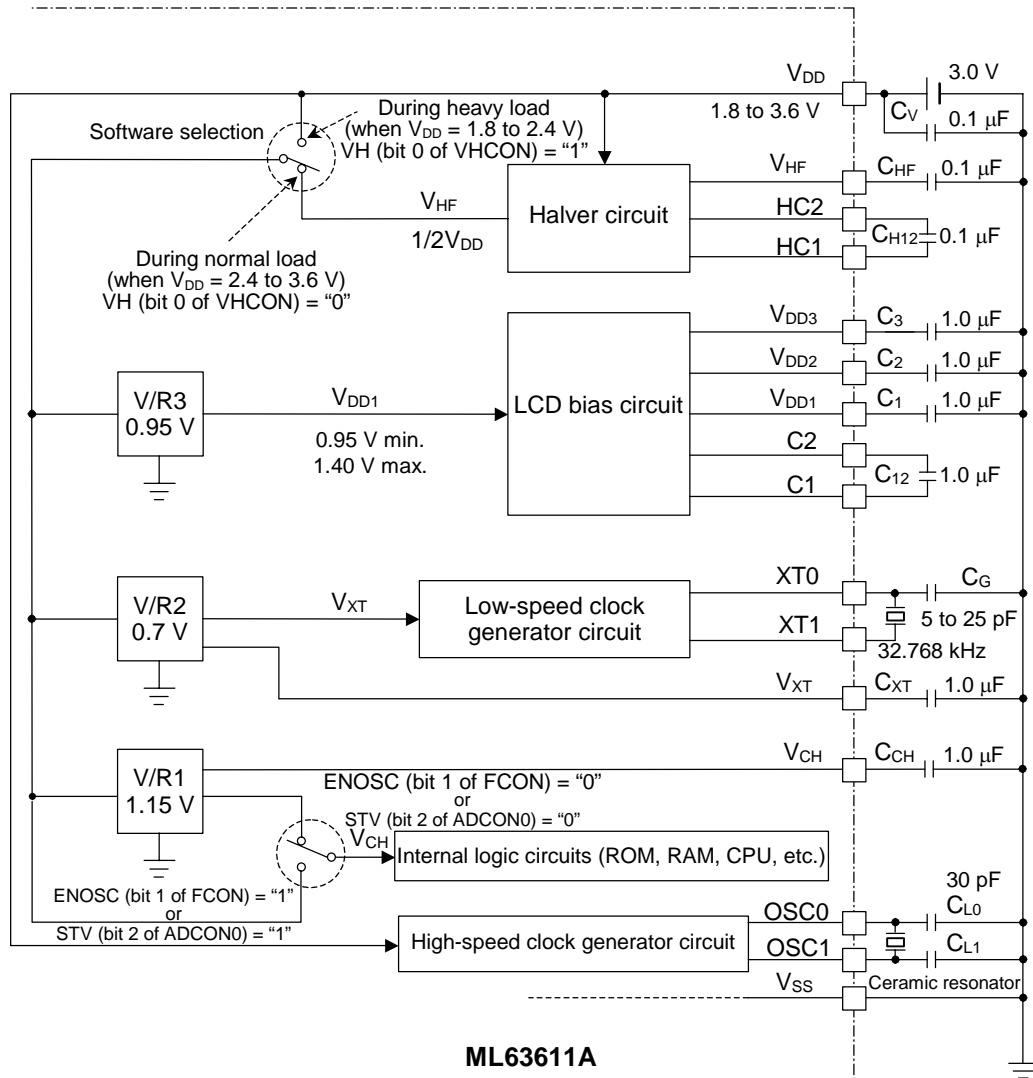 VDD
3.0 V
1.8 to 3.6 V
CV
0.1 μF
Software selection
During heavy load
(when VDD = 1.8 to 2.4 V)
VH (bit 0 of VHCON) = “1”
VHF
1/2VDD
Halver circuit
VHF
CHF
0.1 μF
HC2
HC1
CH12
0.1 μF
During normal load
(when VDD = 2.4 to 3.6 V)
VH (bit 0 of VHCON) = “0”
V/R3
0.95 V
VDD1
0.95 V min.
1.40 V max.
LCD bias circuit
VDD3
C3
1.0 μF
VDD2
C2
1.0 μF
VDD1
C1
1.0 μF
C2
C1
C12
1.0 μF
V/R2
0.7 V
VXT
Low-speed clock
generator circuit
XT0
CG
XT1
5 to 25 pF
32.768 kHz
VXT
CXT
1.0 μF
V/R1
1.15 V
VCH
CCH
1.0 μF
ENOSC (bit 1 of FCON) = “0”
or
STV (bit 2 of ADCON0) = “0”
VCH
Internal logic circuits (ROM, RAM, CPU, etc.)
ENOSC (bit 1 of FCON) = “1”
or
STV (bit 2 of ADCON0) = “1”
High-speed clock generator circuit
30 pF
OSC0
CL0
OSC1
CL1
VSS
Ceramic resonator
ML63611A